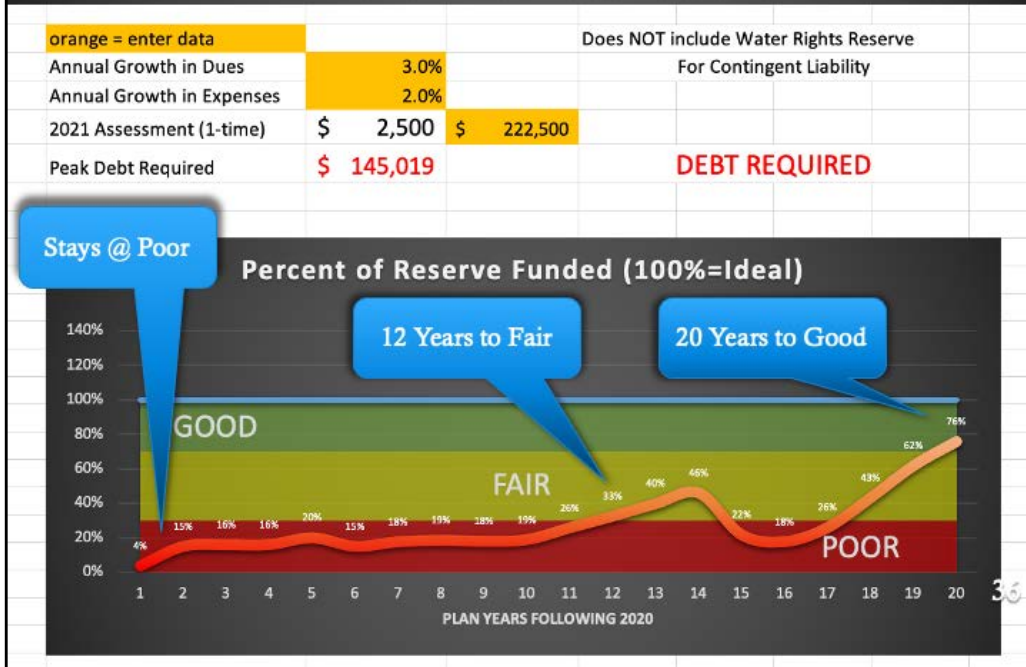 orange = enter data
Does NOT include Water Rights Reserve
Annual Growth in Dues 3.0%
For Contingent Liability
Annual Growth in Expenses 2.0%
2021 Assessment (1-time) $ 2,500 $ 222,500
Peak Debt Required $ 145,019
DEBT REQUIRED
Stays @ Poor
Percent of Reserve Funded (100%=Ideal)
12 Years to Fair
20 Years to Good
140%
120%
100%
80%
60%
40%
20%
0%
GOOD
FAIR
POOR
4% 15% 16% 16% 20% 15% 18% 19% 18% 19% 26% 33% 40% 46% 22% 18% 26% 43% 62% 76%
1 2 3 4 5 6 7 8 9 10 11 12 13 14 15 16 17 18 19 20
PLAN YEARS FOLLOWING 2020
36